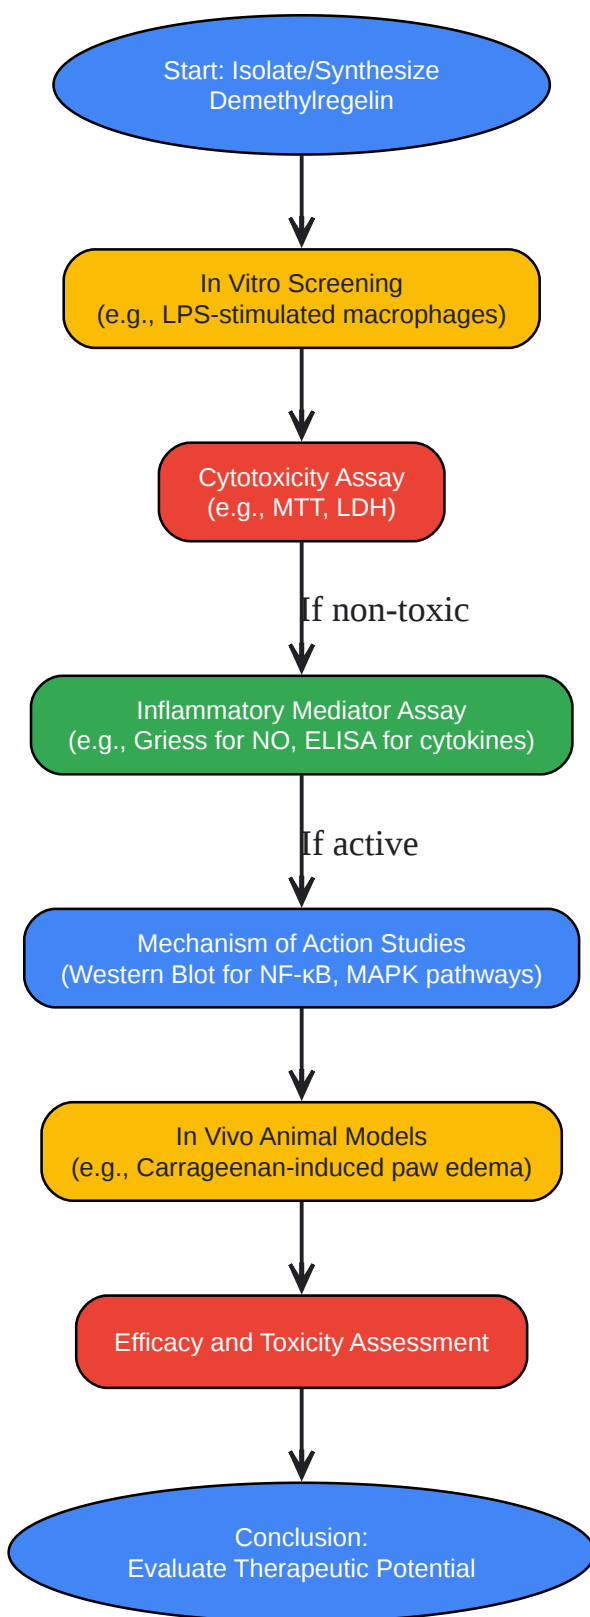 Start: Isolate/Synthesize
Demethylregelin
In Vitro Screening
(e.g., LPS-stimulated macrophages)
Cytotoxicity Assay
(e.g., MTT, LDH)
If non-toxic
Inflammatory Mediator Assay
(e.g., Griess for NO, ELISA for cytokines)
If active
Mechanism of Action Studies
(Western Blot for NF-κB, MAPK pathways)
In Vivo Animal Models
(e.g., Carrageenan-induced paw edema)
Efficacy and Toxicity Assessment
Conclusion:
Evaluate Therapeutic Potential